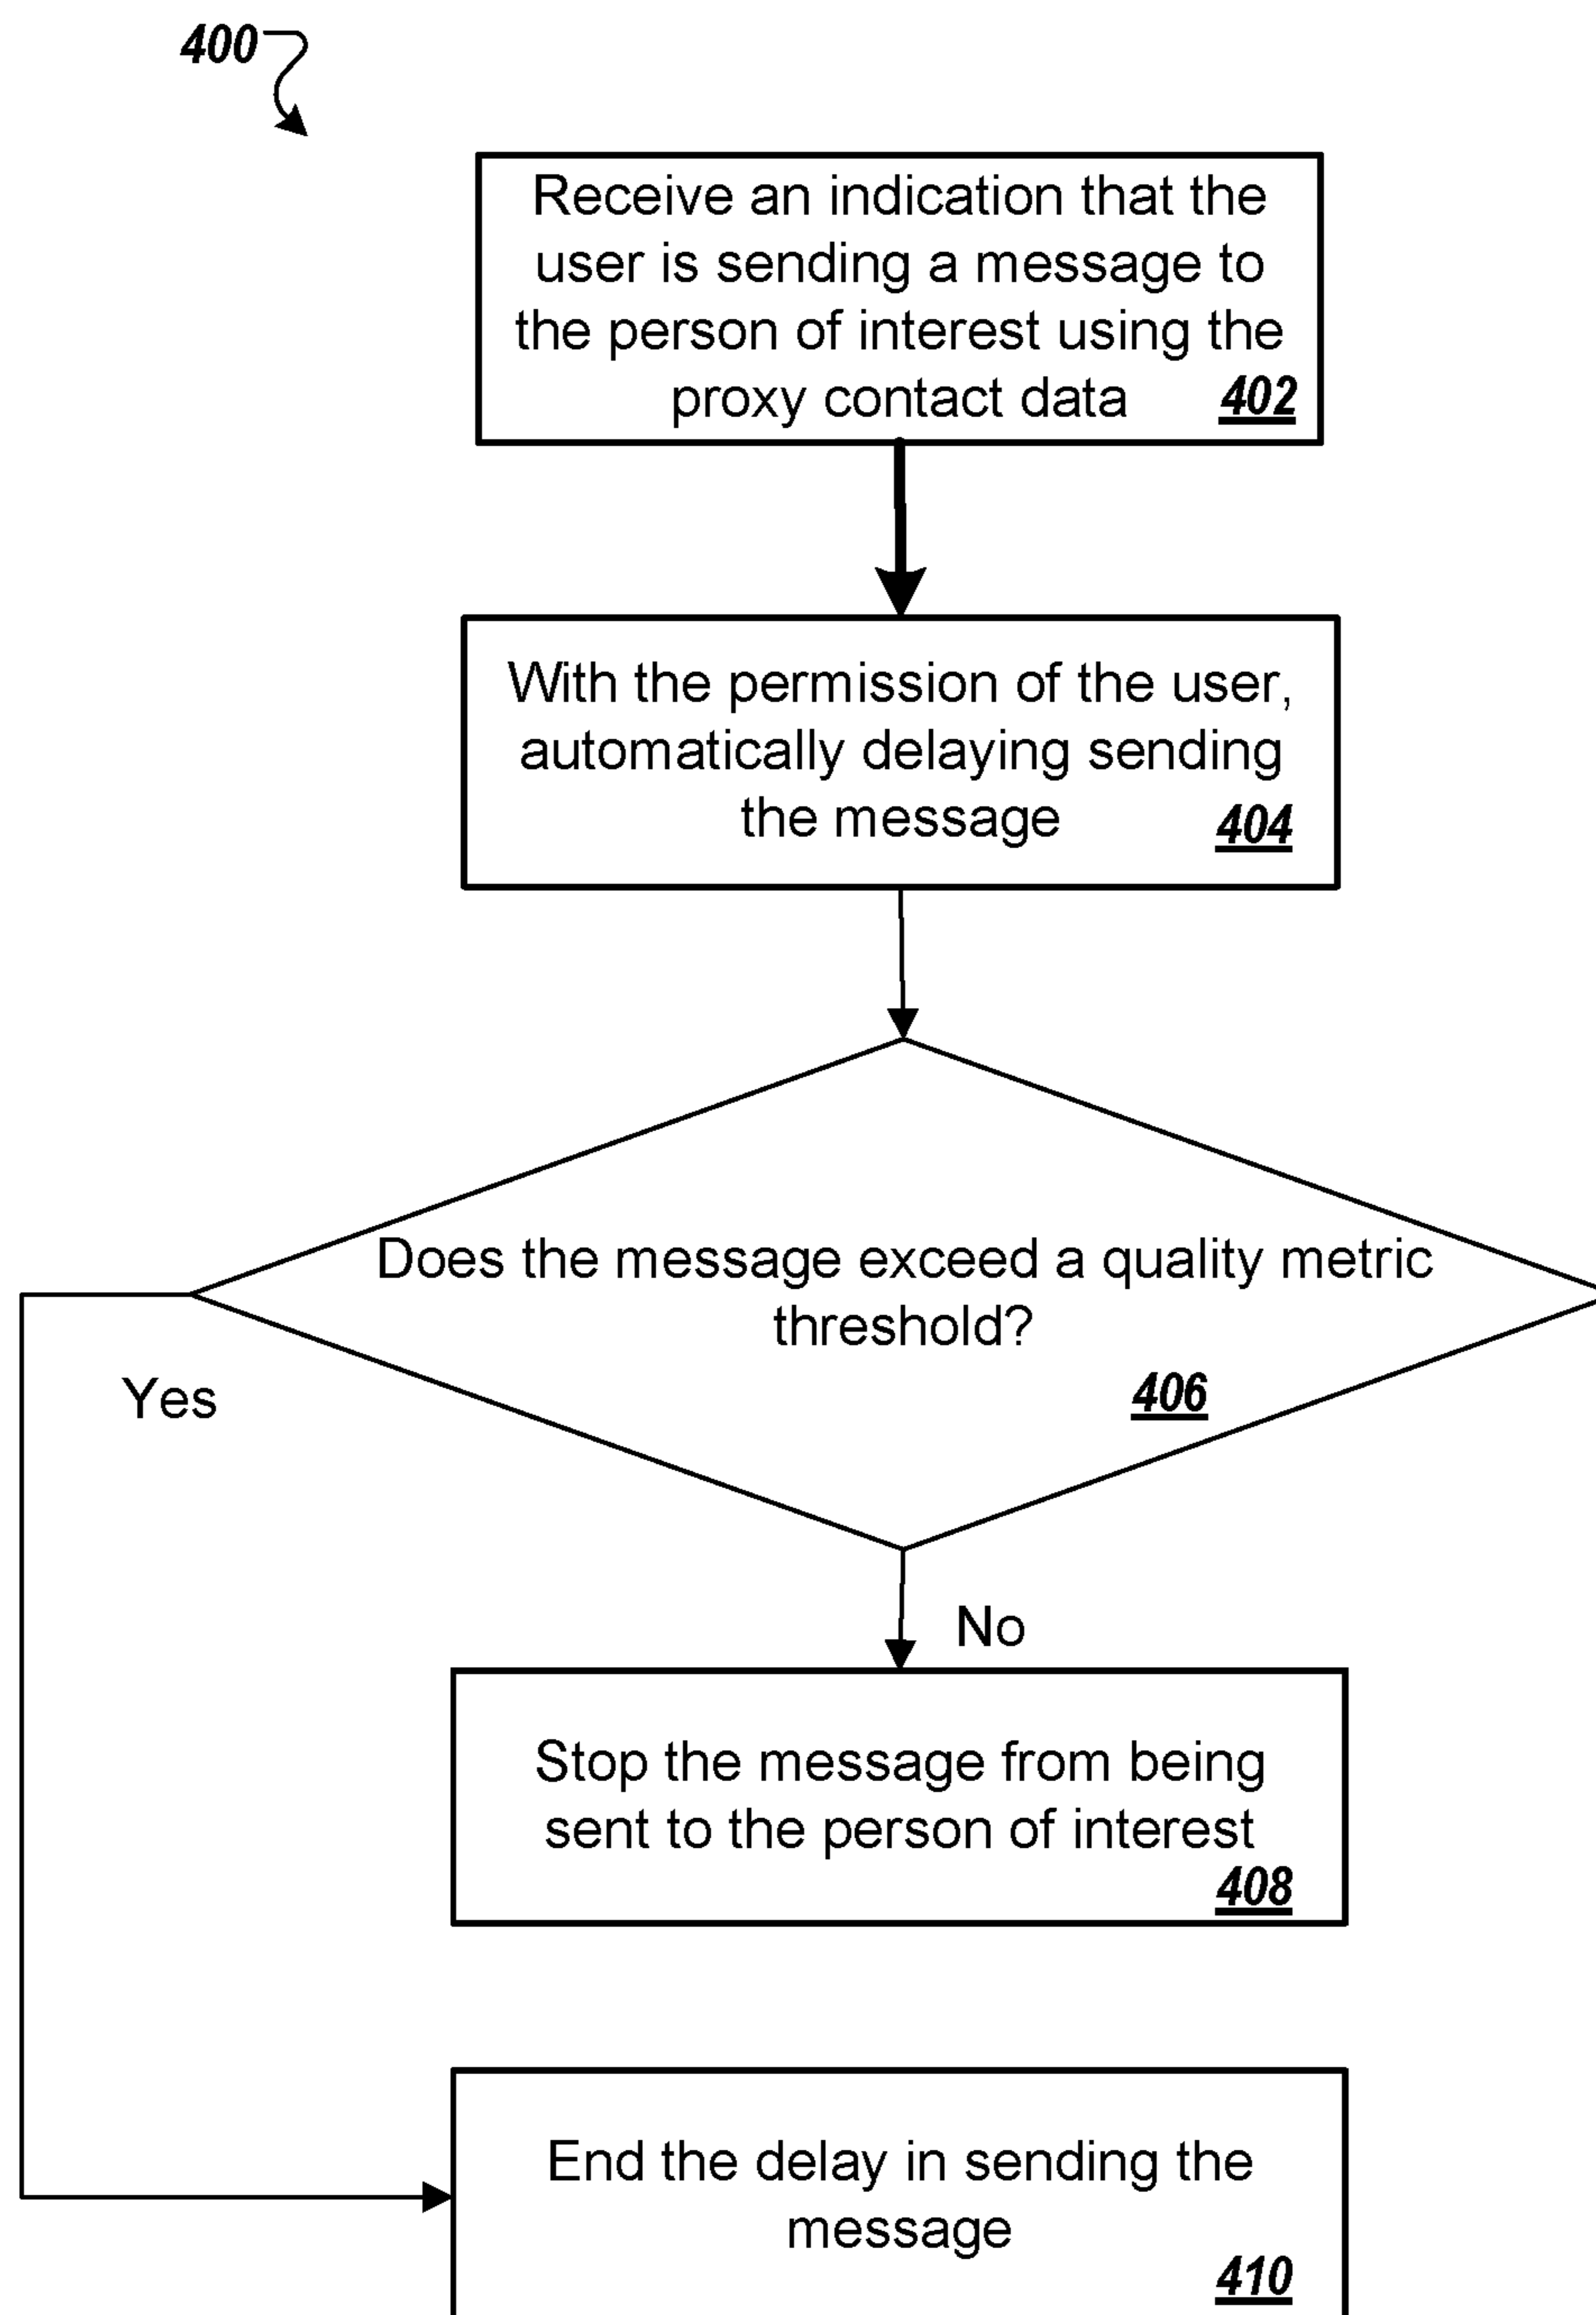 400
Receive an indication that the
user is sending a message to
the person of interest using the
proxy contact data 402
With the permission of the user,
automatically delaying sending
the message 404
Does the message exceed a quality metric
threshold?
406
Yes
No
Stop the message from being
sent to the person of interest
408
End the delay in sending the
message
410